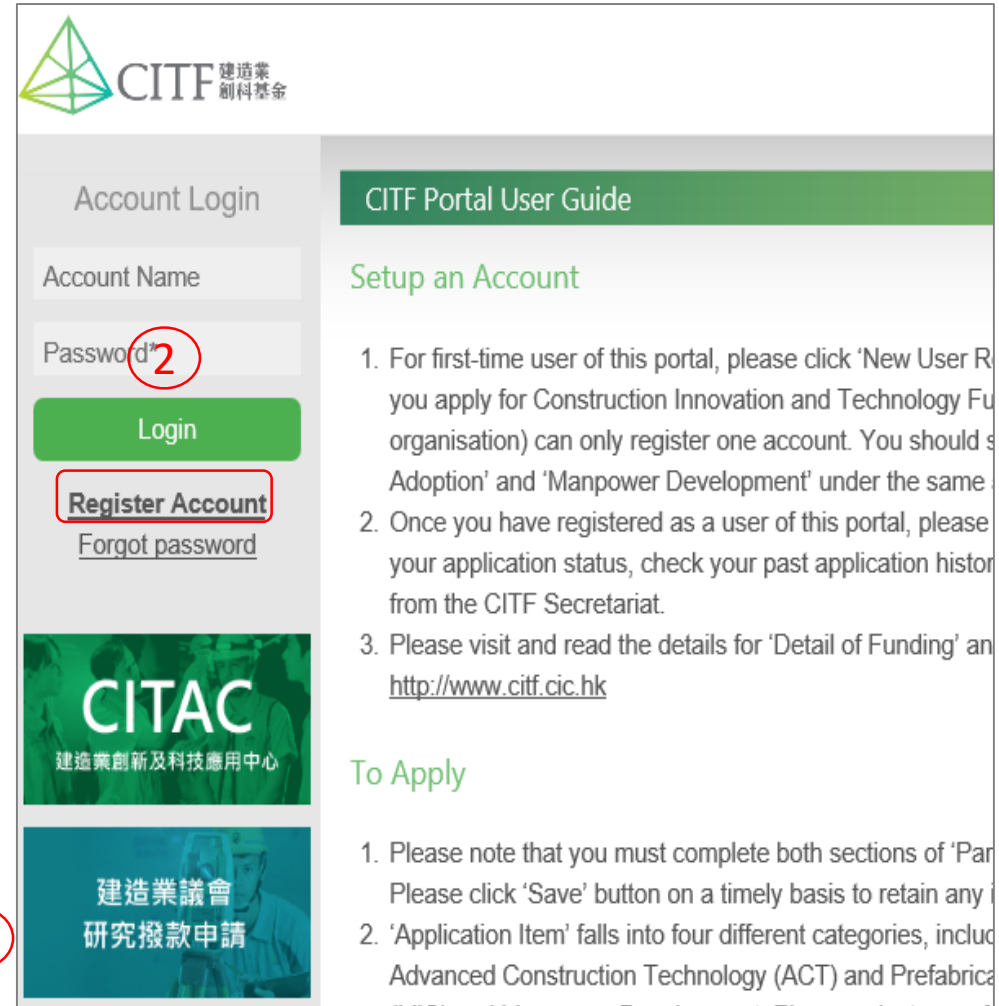 CITF 建造業
創科基金
Account Login
Account Name
Password*
2
Login
Register Account
Forgot password
CITAC
建造業創新及科技應用中心
建造業議會
研究撥款申請
CITF Portal User Guide
Setup an Account
1. For first-time user of this portal, please click ‘New User R
you apply for Construction Innovation and Technology Fu
organisation) can only register one account. You should s
Adoption’ and ‘Manpower Development’ under the same
2. Once you have registered as a user of this portal, please
your application status, check your past application histor
from the CITF Secretariat.
3. Please visit and read the details for ‘Detail of Funding’ an
http://www.citf.cic.hk
To Apply
1. Please note that you must complete both sections of ‘Par
Please click ‘Save’ button on a timely basis to retain any i
2. ‘Application Item’ falls into four different categories, includ
Advanced Construction Technology (ACT) and Prefabrica